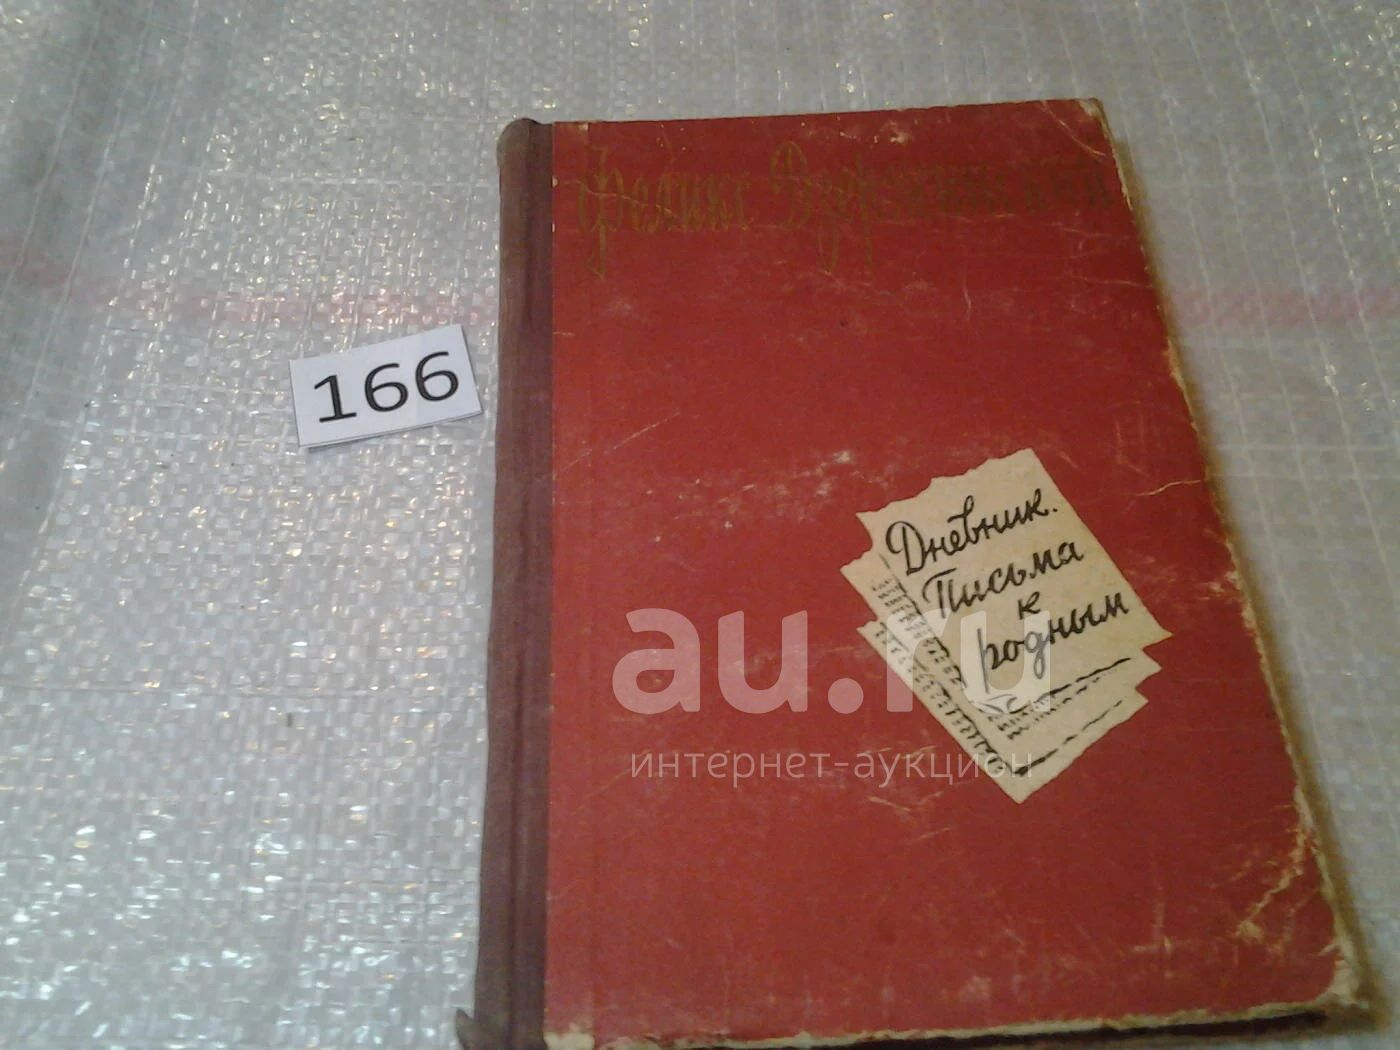 Феликс Дзержинский
166
Дневник.
Письма
к
родным
au.ru
интернет-аукцион